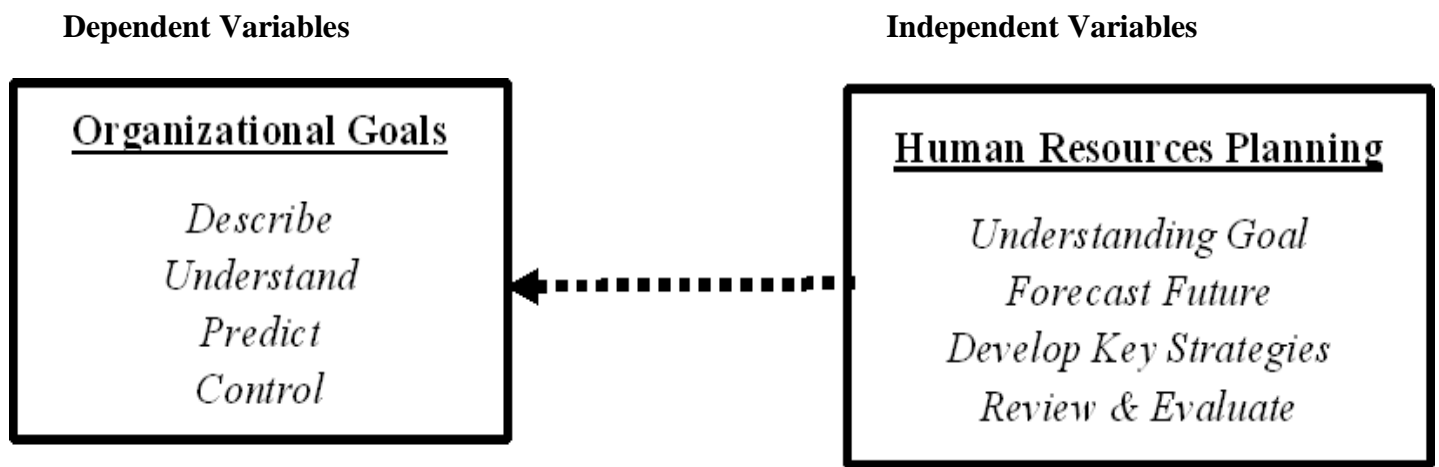 Dependent Variables
Independent Variables
Organizational Goals
Describe
Understand
Predict
Control
Human Resources Planning
Understanding Goal
Forecast Future
Develop Key Strategies
Review & Evaluate